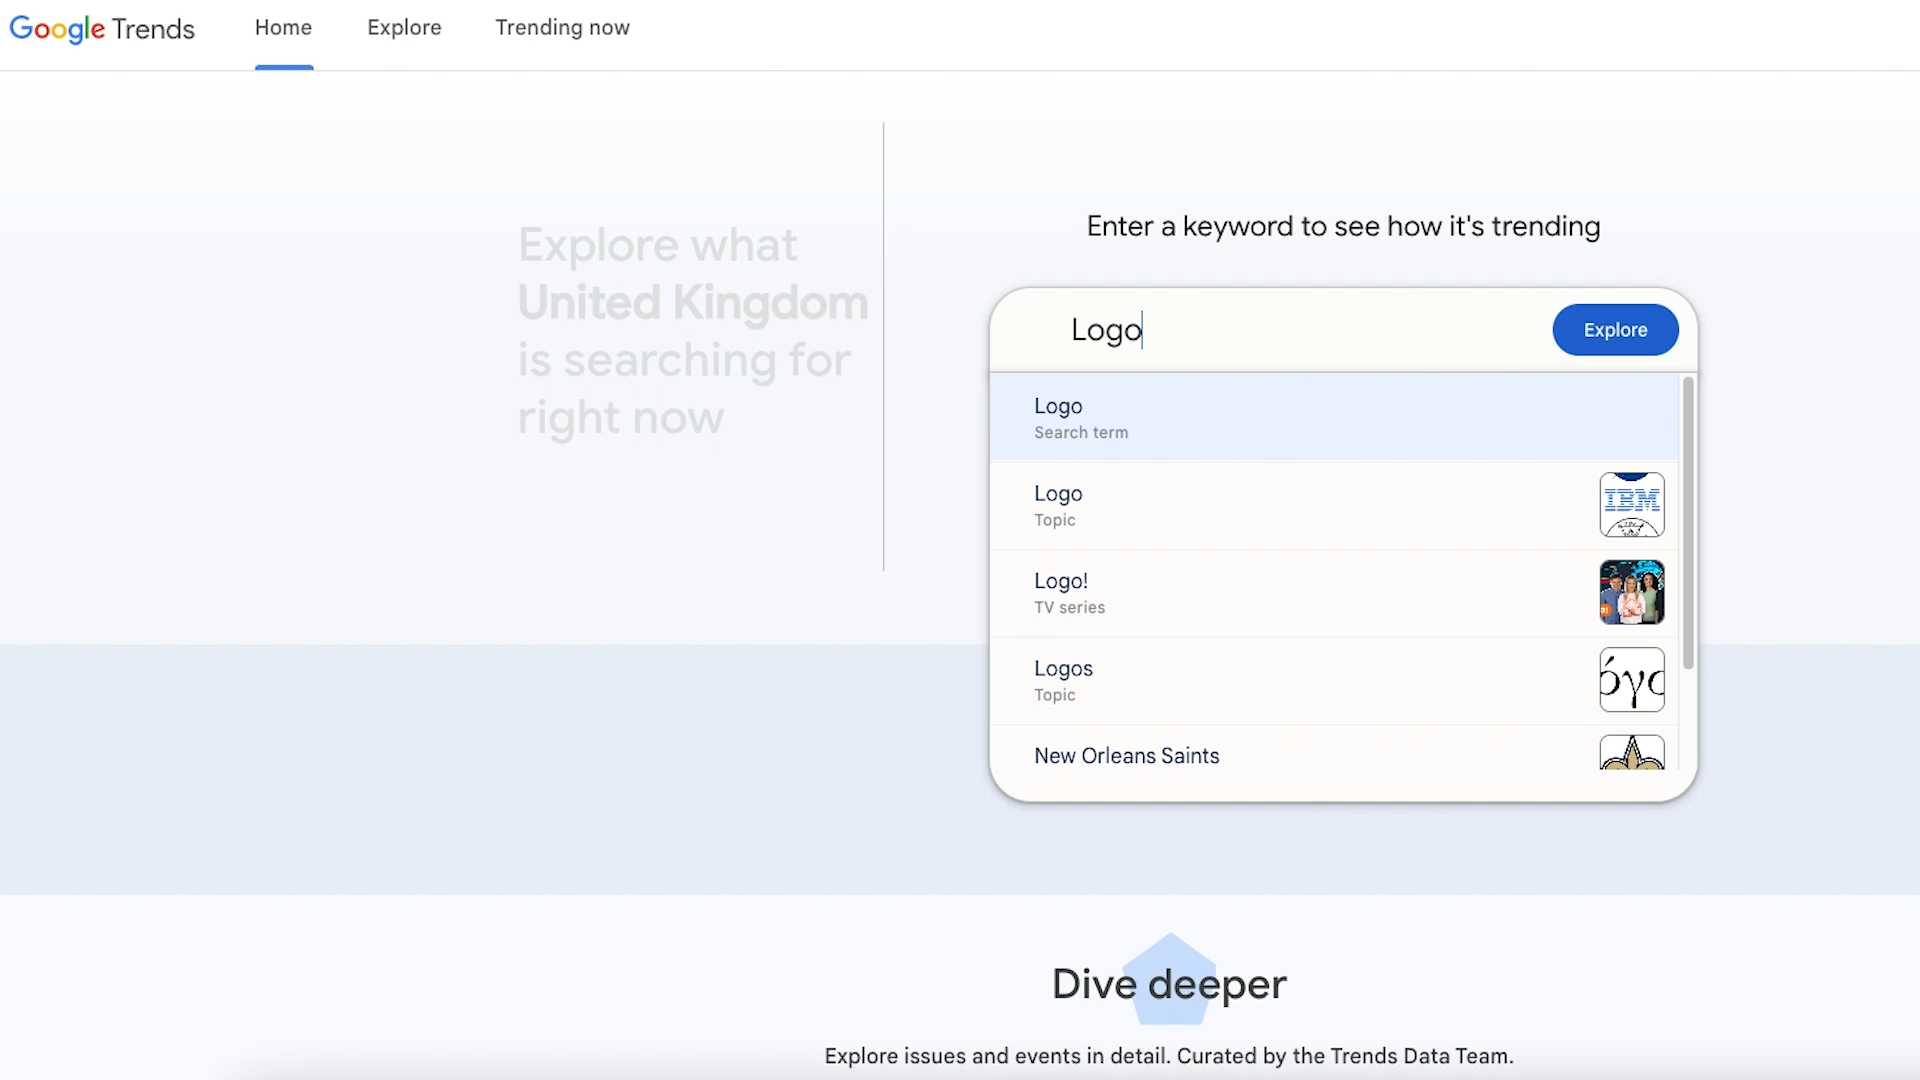 Google Trends
Home
Explore
Trending now
Explore what
United Kingdom
is searching for
right now
Enter a keyword to see how it's trending
Logo
Explore
Logo
Search term
Logo
Topic
IBM
Logo!
TV series
Logos
Topic
όγο
New Orleans Saints
Dive deeper
Explore issues and events in detail. Curated by the Trends Data Team.